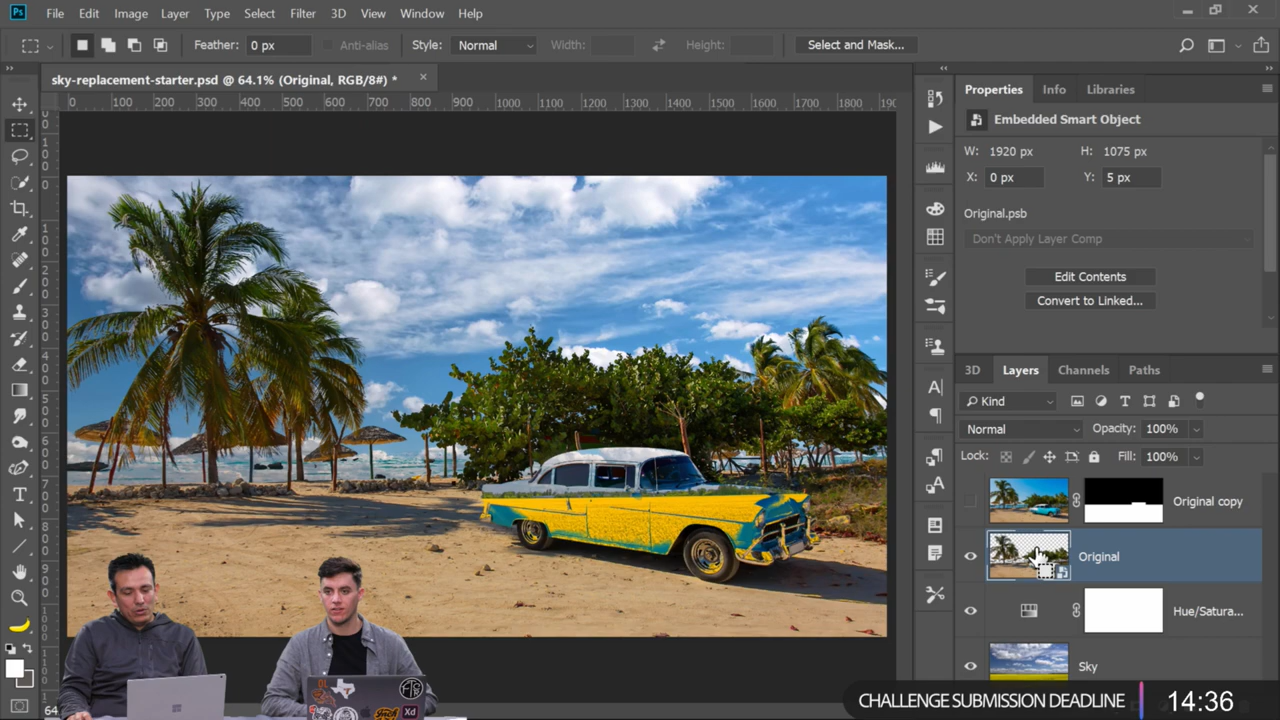 Ps File Edit Image Layer Type Select Filter 3D View Window Help
Feather: 0 px Anti-alias Style: Normal Width: Height: Select and Mask...
sky-replacement-starter.psd @ 64.1% (Original, RGB/8#) *
0 100 200 300 400 500 600 700 800 900 1000 1100 1200 1300 1400 1500 1600 1700 1800 190
Properties Info Libraries
Embedded Smart Object
W: 1920 px H: 1075 px
X: 0 px Y: 5 px
Original.psb
Don't Apply Layer Comp
Edit Contents
Convert to Linked...
3D Layers Channels Paths
Kind
Normal Opacity: 100%
Lock: Fill: 100%
Original copy
Original
Hue/Satura...
Sky
64
Xd
CHALLENGE SUBMISSION DEADLINE 14:36